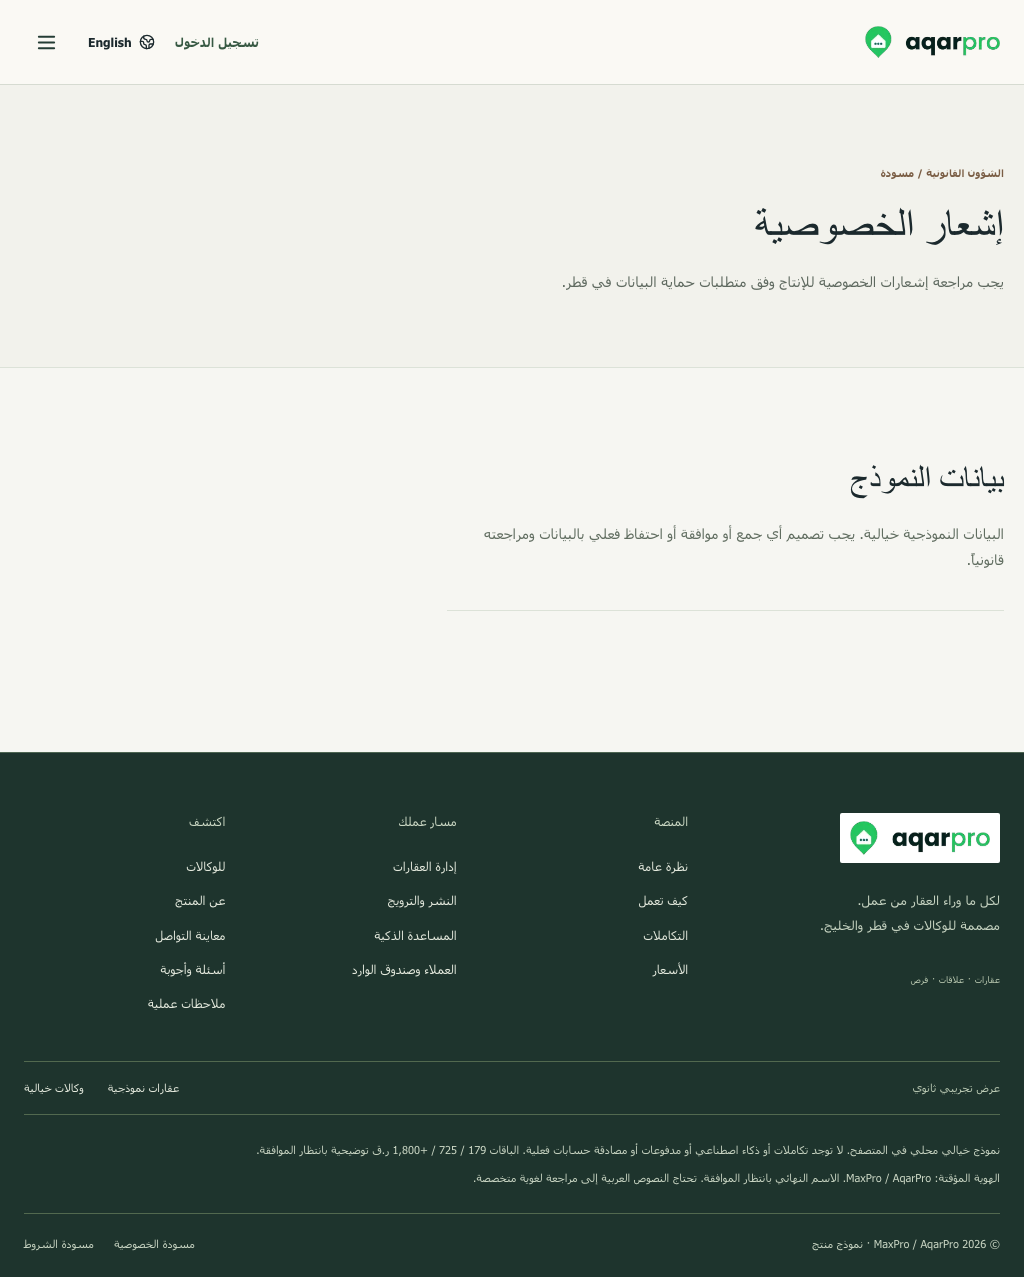 aqarpro
تسجيل الدخول
English
الشؤون القانونية / مسودة
إشعار الخصوصية
يجب مراجعة إشعارات الخصوصية للإنتاج وفق متطلبات حماية البيانات في قطر.
بيانات النموذج
البيانات النموذجية خيالية. يجب تصميم أي جمع أو موافقة أو احتفاظ فعلي بالبيانات ومراجعته
قانونياً.
aqarpro
لكل ما وراء العقار من عمل.
مصممة للوكالات في قطر والخليج.
عقارات · علاقات · فرص
المنصة
نظرة عامة
كيف تعمل
التكاملات
الأسعار
مسار عملك
إدارة العقارات
النشر والترويج
المساعدة الذكية
العملاء وصندوق الوارد
اكتشف
للوكالات
عن المنتج
معاينة التواصل
أسئلة وأجوبة
ملاحظات عملية
عرض تجريبي ثانوي
عقارات نموذجية
وكالات خيالية
نموذج خيالي محلي في المتصفح. لا توجد تكاملات أو ذكاء اصطناعي أو مدفوعات أو مصادقة حسابات فعلية. الباقات 179 / 725 / +1,800 ر.ق توضيحية بانتظار الموافقة.
الهوية المؤقتة: MaxPro / AqarPro. الاسم النهائي بانتظار الموافقة. تحتاج النصوص العربية إلى مراجعة لغوية متخصصة.
© 2026 MaxPro / AqarPro · نموذج منتج
مسودة الخصوصية
مسودة الشروط